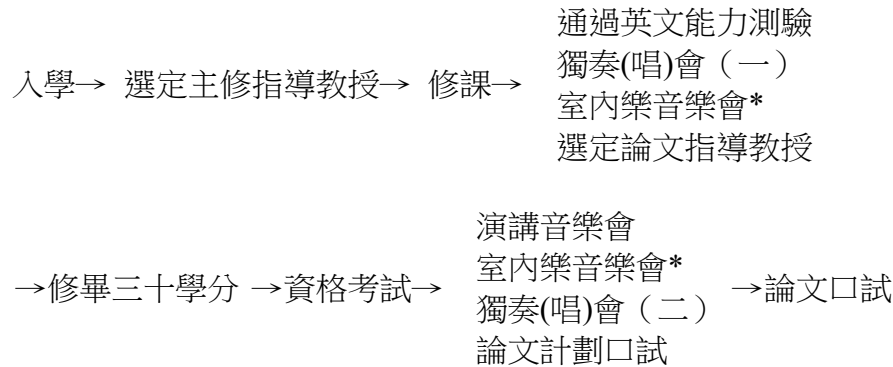 入學→ 選定主修指導教授→ 修課→
通過英文能力測驗
獨奏(唱)會（一）
室內樂音樂會*
選定論文指導教授
→修畢三十學分 →資格考試→
演講音樂會
室內樂音樂會*
獨奏(唱)會（二）
論文計劃口試
→論文口試